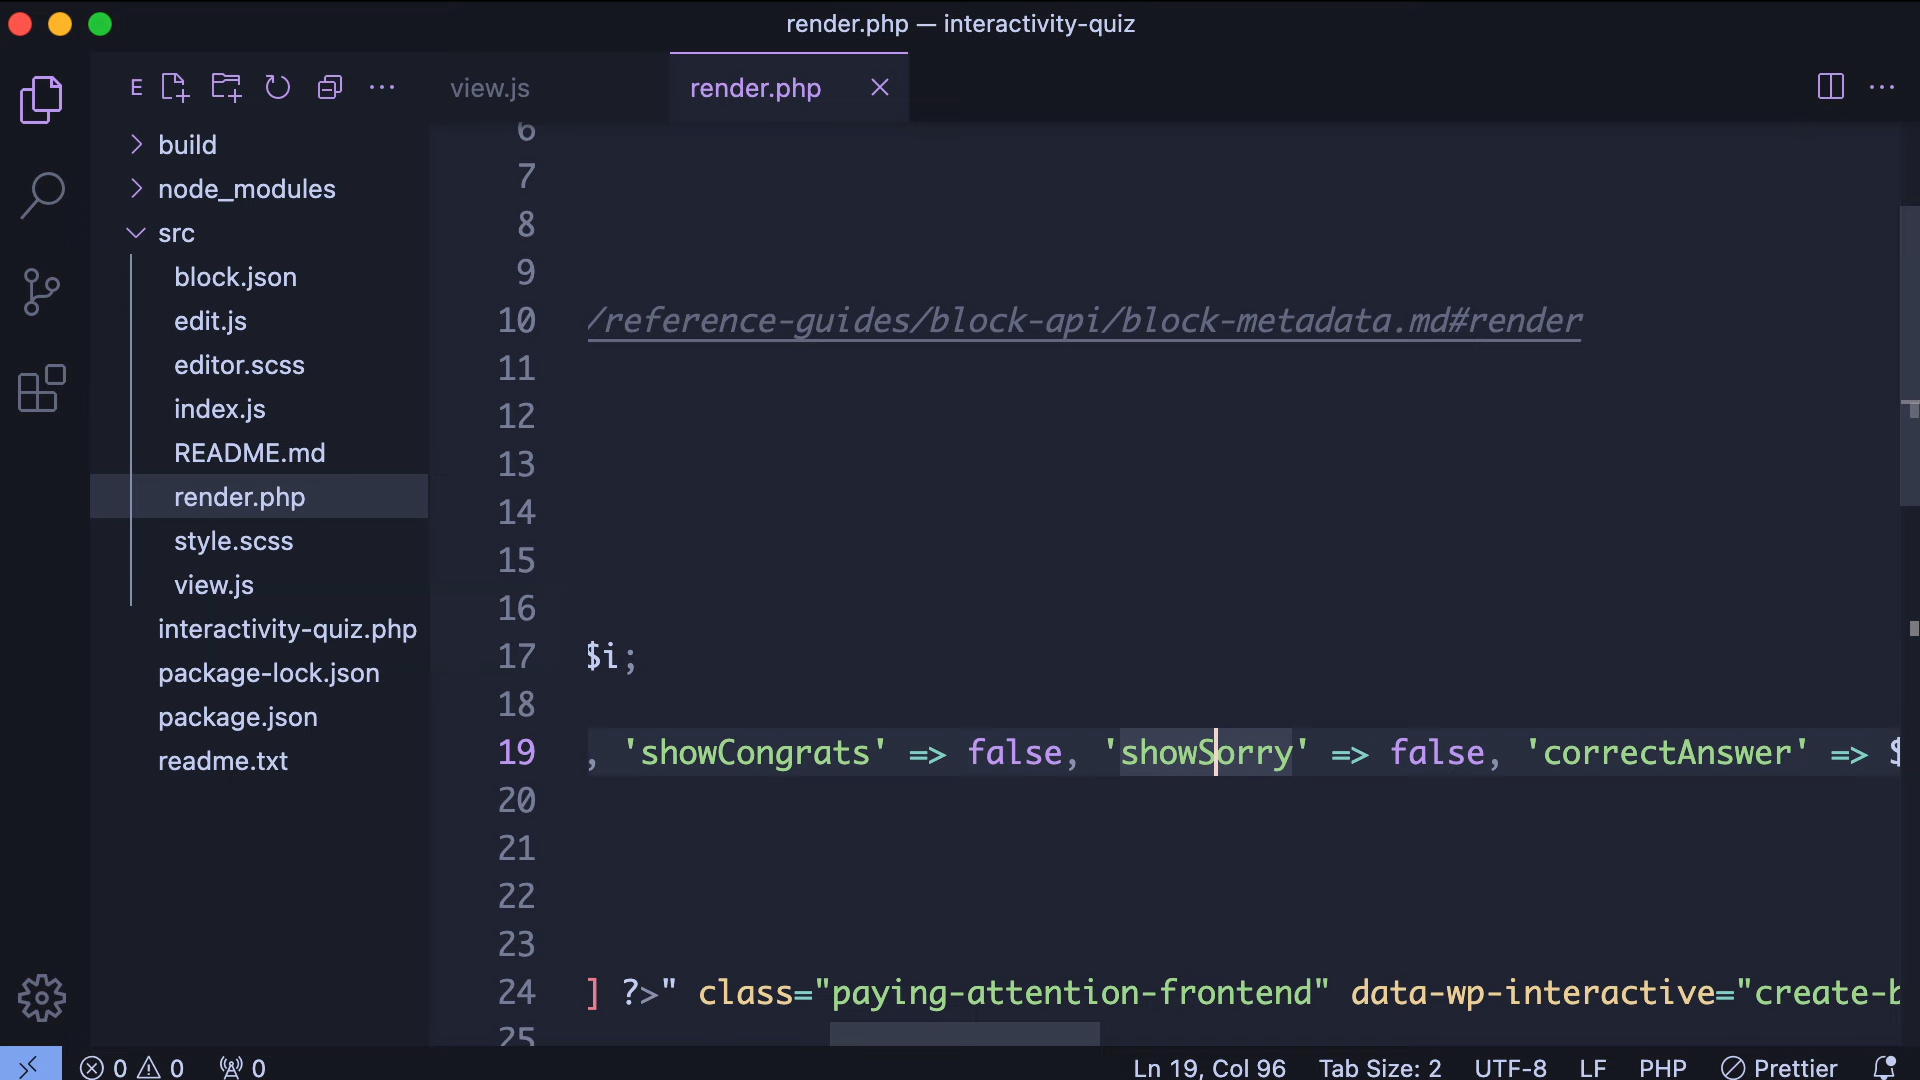 render.php — interactivity-quiz
E
view.js
render.php
build
node_modules
src
block.json
edit.js
editor.scss
index.js
README.md
render.php
style.scss
view.js
interactivity-quiz.php
package-lock.json
package.json
readme.txt
6
7
8
9
10 /reference-guides/block-api/block-metadata.md#render
11
12
13
14
15
16
17 $i;
18
19 , 'showCongrats' => false, 'showSorry' => false, 'correctAnswer' => $
20
21
22
23
24 ] ?>" class="paying-attention-frontend" data-wp-interactive="create-b
25
0 0 0 Ln 19, Col 96 Tab Size: 2 UTF-8 LF PHP Prettier